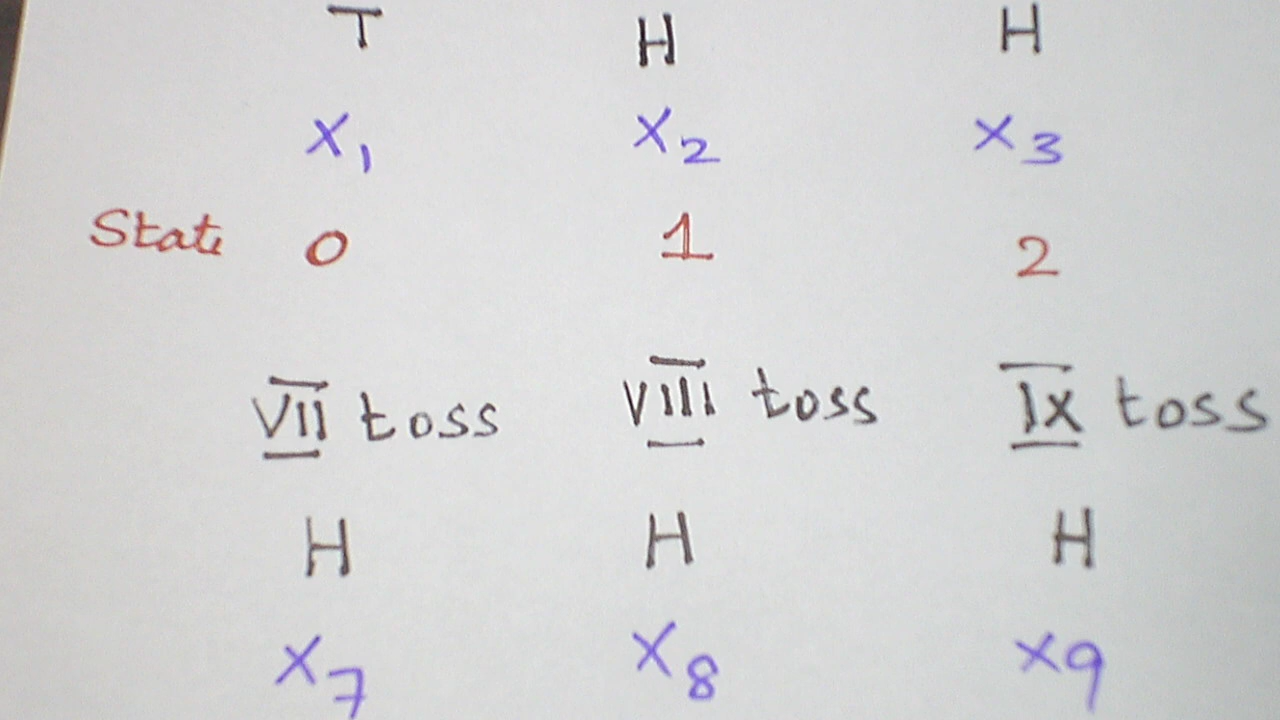 T H H
X1 X2 X3
State 0 1 2
VII toss VIII toss IX toss
H H H
X7 X8 X9